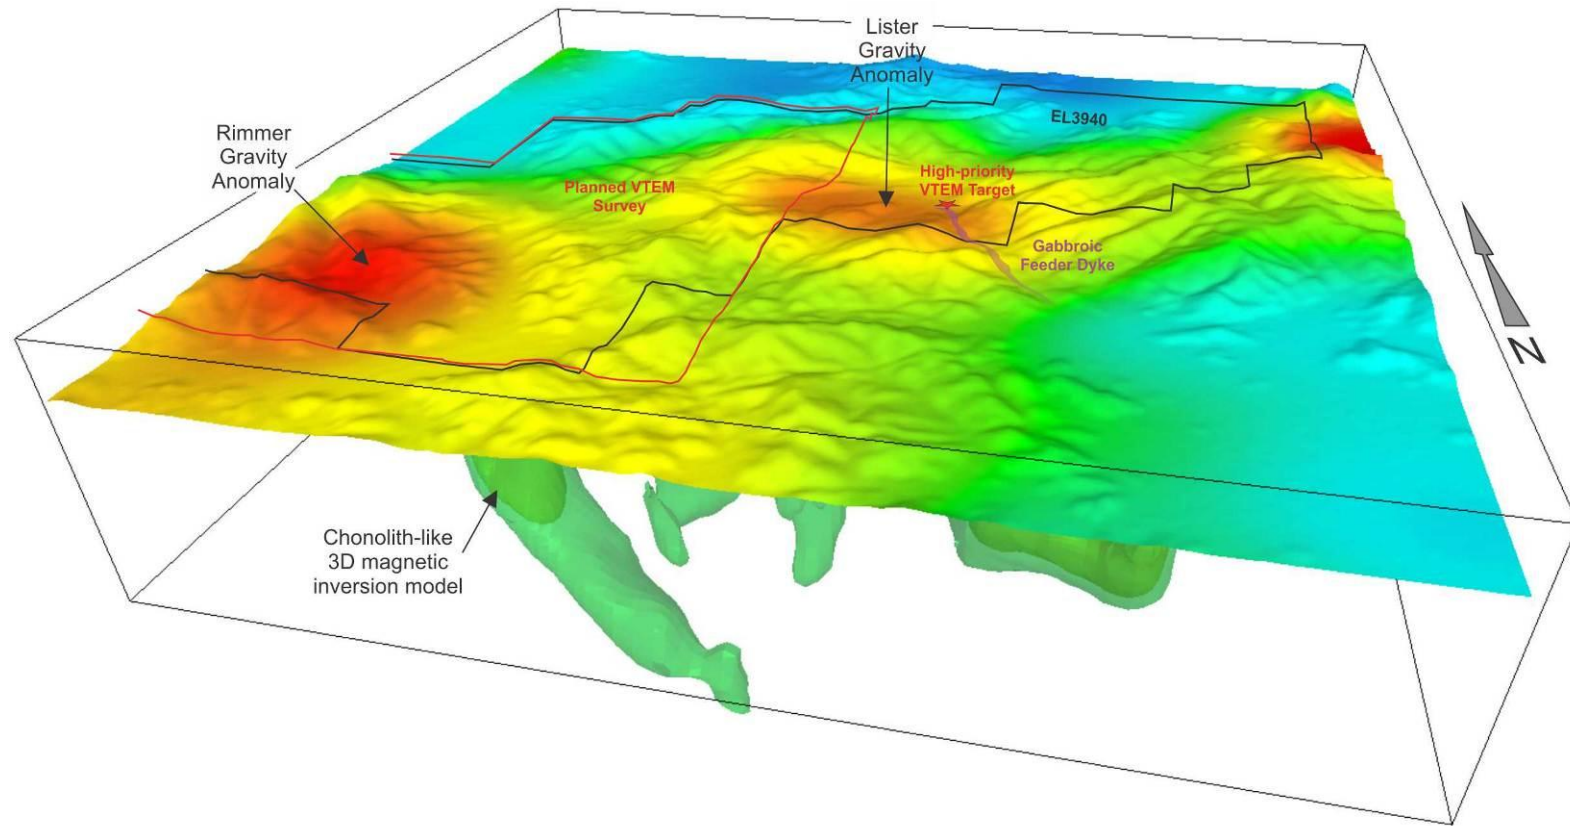 Lister
Gravity
Anomaly
EL3940
Rimmer
Gravity
Anomaly
High-priority
VTEM Target
Planned VTEM
Survey
Gabbroic
Feeder Dyke
N
Chonolith-like
3D magnetic
inversion model